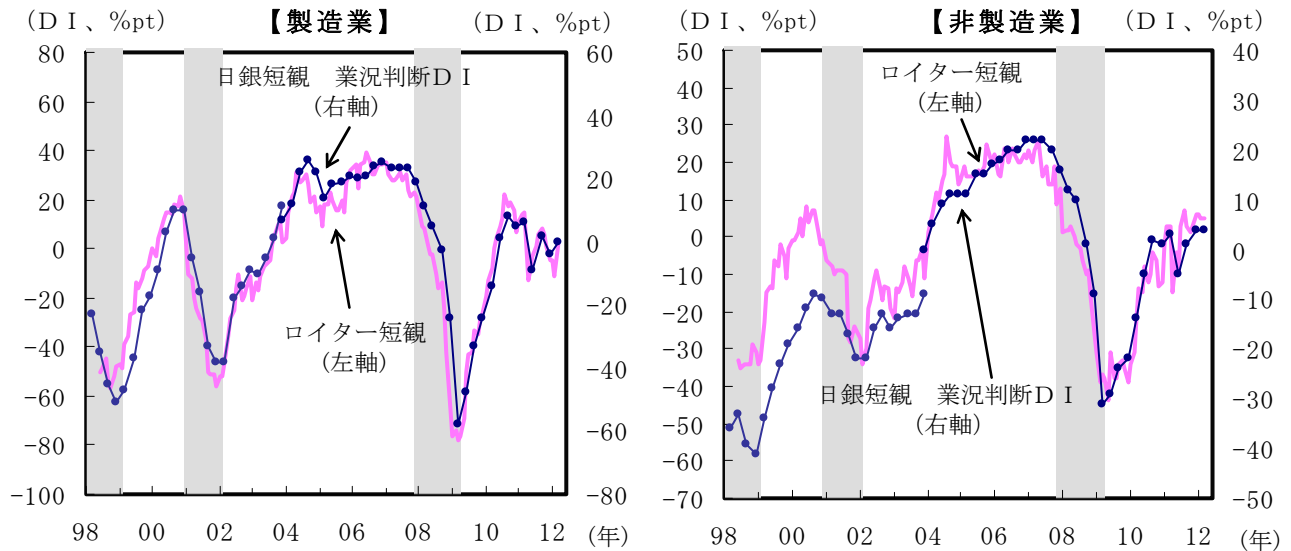 (ＤＩ、%pt) 【製造業】 (ＤＩ、%pt)
80 60
60 40
40 20
20 0
0 −20
−20 −40
−40 −60
−60 −80
−80
−100
日銀短観 業況判断ＤＩ
(右軸)
ロイター短観
(左軸)
98 00 02 04 06 08 10 12 (年)
(ＤＩ、%pt) 【非製造業】 (ＤＩ、%pt)
50 40
40 30
30 20
20 10
10 0
0 −10
−10 −20
−20 −30
−30 −40
−40 −50
−50
−60
−70
ロイター短観
(左軸)
日銀短観 業況判断ＤＩ
(右軸)
98 00 02 04 06 08 10 12 (年)